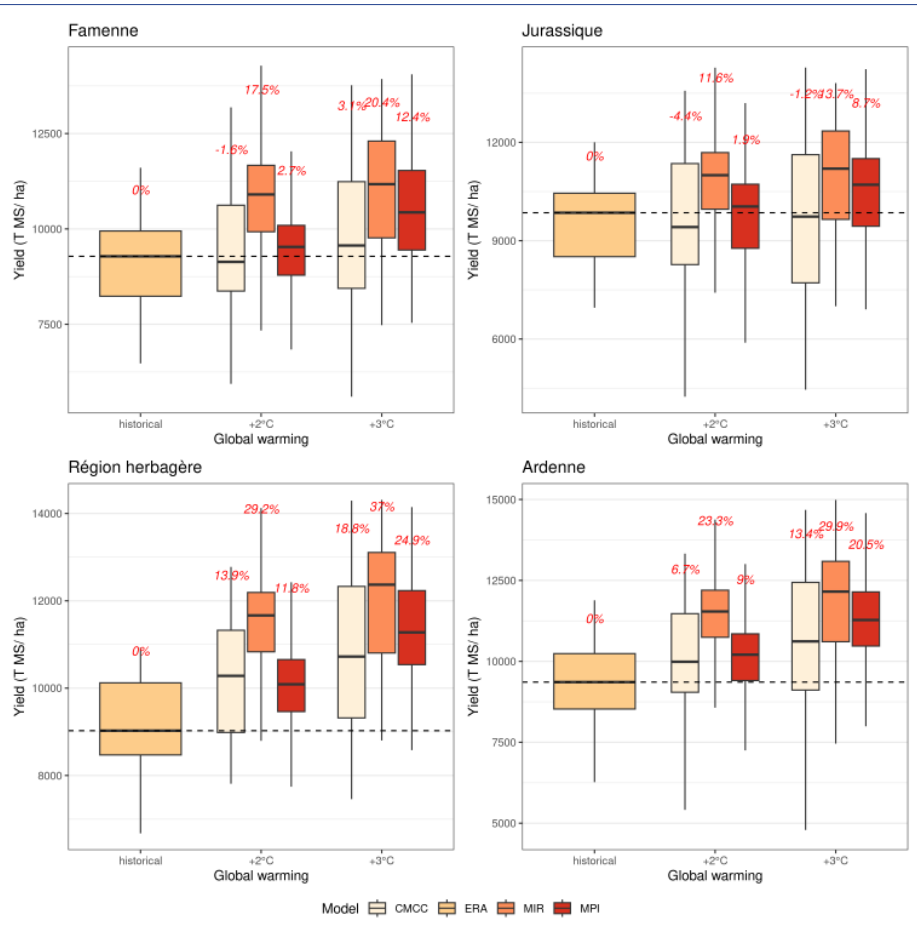 Famenne
Yield (T MS/ ha)
12500
10000
7500
0%
-1.6%
17.5%
2.7%
3.1%
20.4%
12.4%
historical
+2°C
+3°C
Global warming
Jurassique
Yield (T MS/ ha)
12000
9000
6000
0%
-4.4%
11.6%
1.9%
-1.2%
13.7%
8.7%
historical
+2°C
+3°C
Global warming
Région herbagère
Yield (T MS/ ha)
14000
12000
10000
8000
0%
13.9%
29.2%
11.8%
18.8%
37%
24.9%
historical
+2°C
+3°C
Global warming
Ardenne
Yield (T MS/ ha)
15000
12500
10000
7500
5000
0%
6.7%
23.3%
9%
13.4%
29.9%
20.5%
historical
+2°C
+3°C
Global warming
Model CMCC ERA MIR MPI